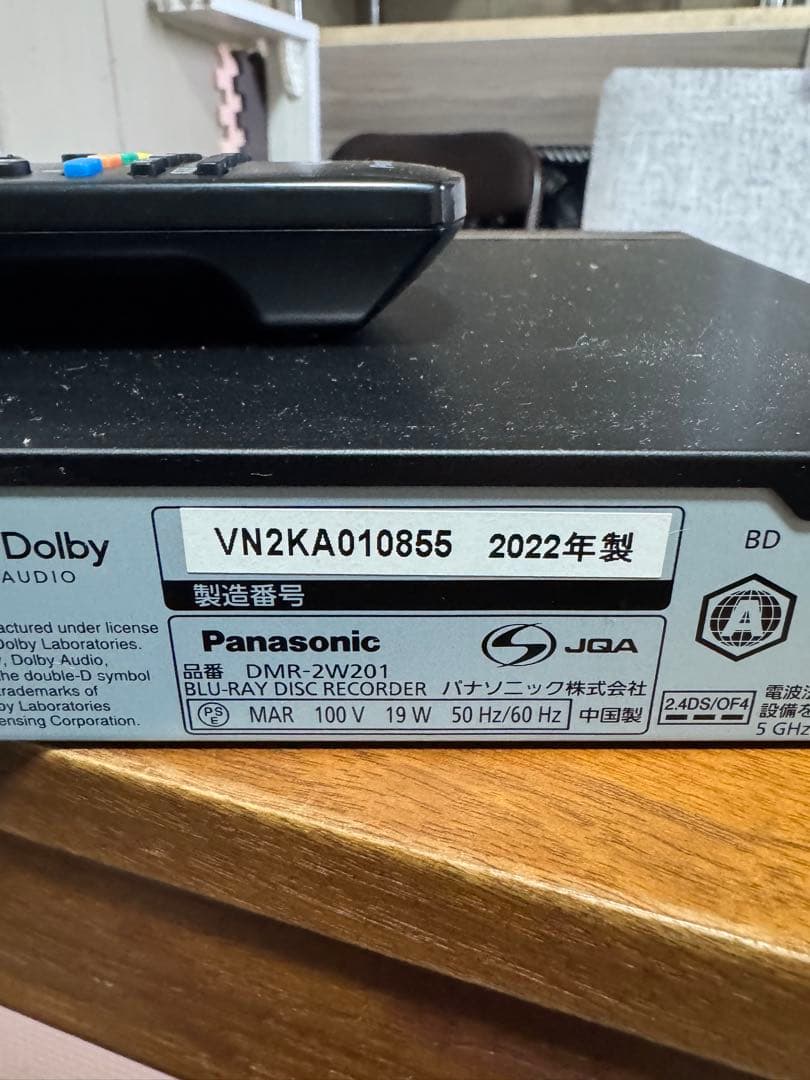 Dolby
AUDIO
actured under license
Dolby Laboratories.
, Dolby Audio,
the double-D symbol
trademarks of
by Laboratories
ensing Corporation.
VN2KA010855 2022年製
製造番号
Panasonic
JQA
品番 DMR-2W201
BLU-RAY DISC RECORDER パナソニック株式会社
PS E MAR 100 V 19 W 50 Hz/60 Hz 中国製
BD
A
2.4DS/OF4
電波法
設備を
5 GHz